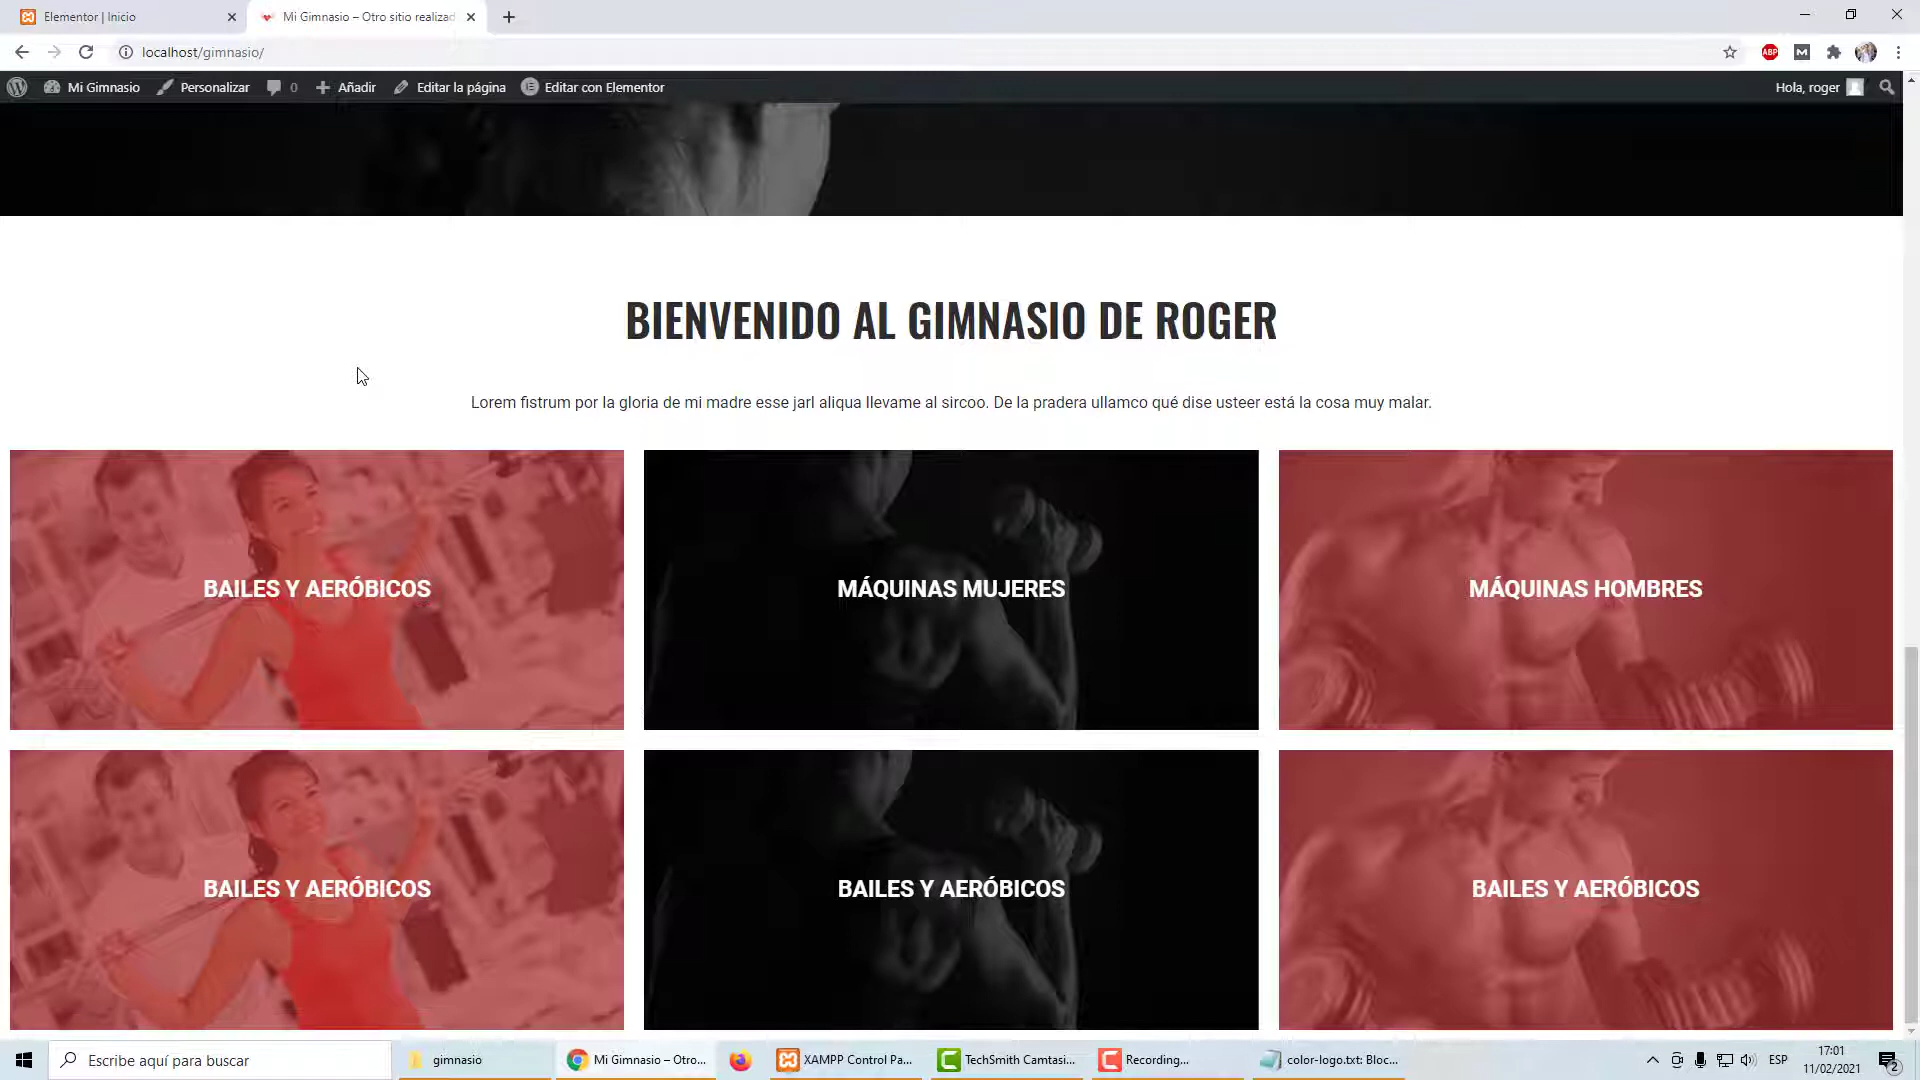 Elementor | Inicio
Mi Gimnasio – Otro sitio realizad
localhost/gimnasio/
ABP
M
Mi Gimnasio
Personalizar
0
Añadir
Editar la página
Editar con Elementor
Hola, roger
BIENVENIDO AL GIMNASIO DE ROGER
Lorem fistrum por la gloria de mi madre esse jarl aliqua llevame al sircoo. De la pradera ullamco qué dise usteer está la cosa muy malar.
BAILES Y AERÓBICOS
MÁQUINAS MUJERES
MÁQUINAS HOMBRES
BAILES Y AERÓBICOS
BAILES Y AERÓBICOS
BAILES Y AERÓBICOS
Escribe aquí para buscar
gimnasio
Mi Gimnasio – Otro...
XAMPP Control Pa...
TechSmith Camtasi...
Recording...
color-logo.txt: Bloc...
ESP
17:01
11/02/2021
2